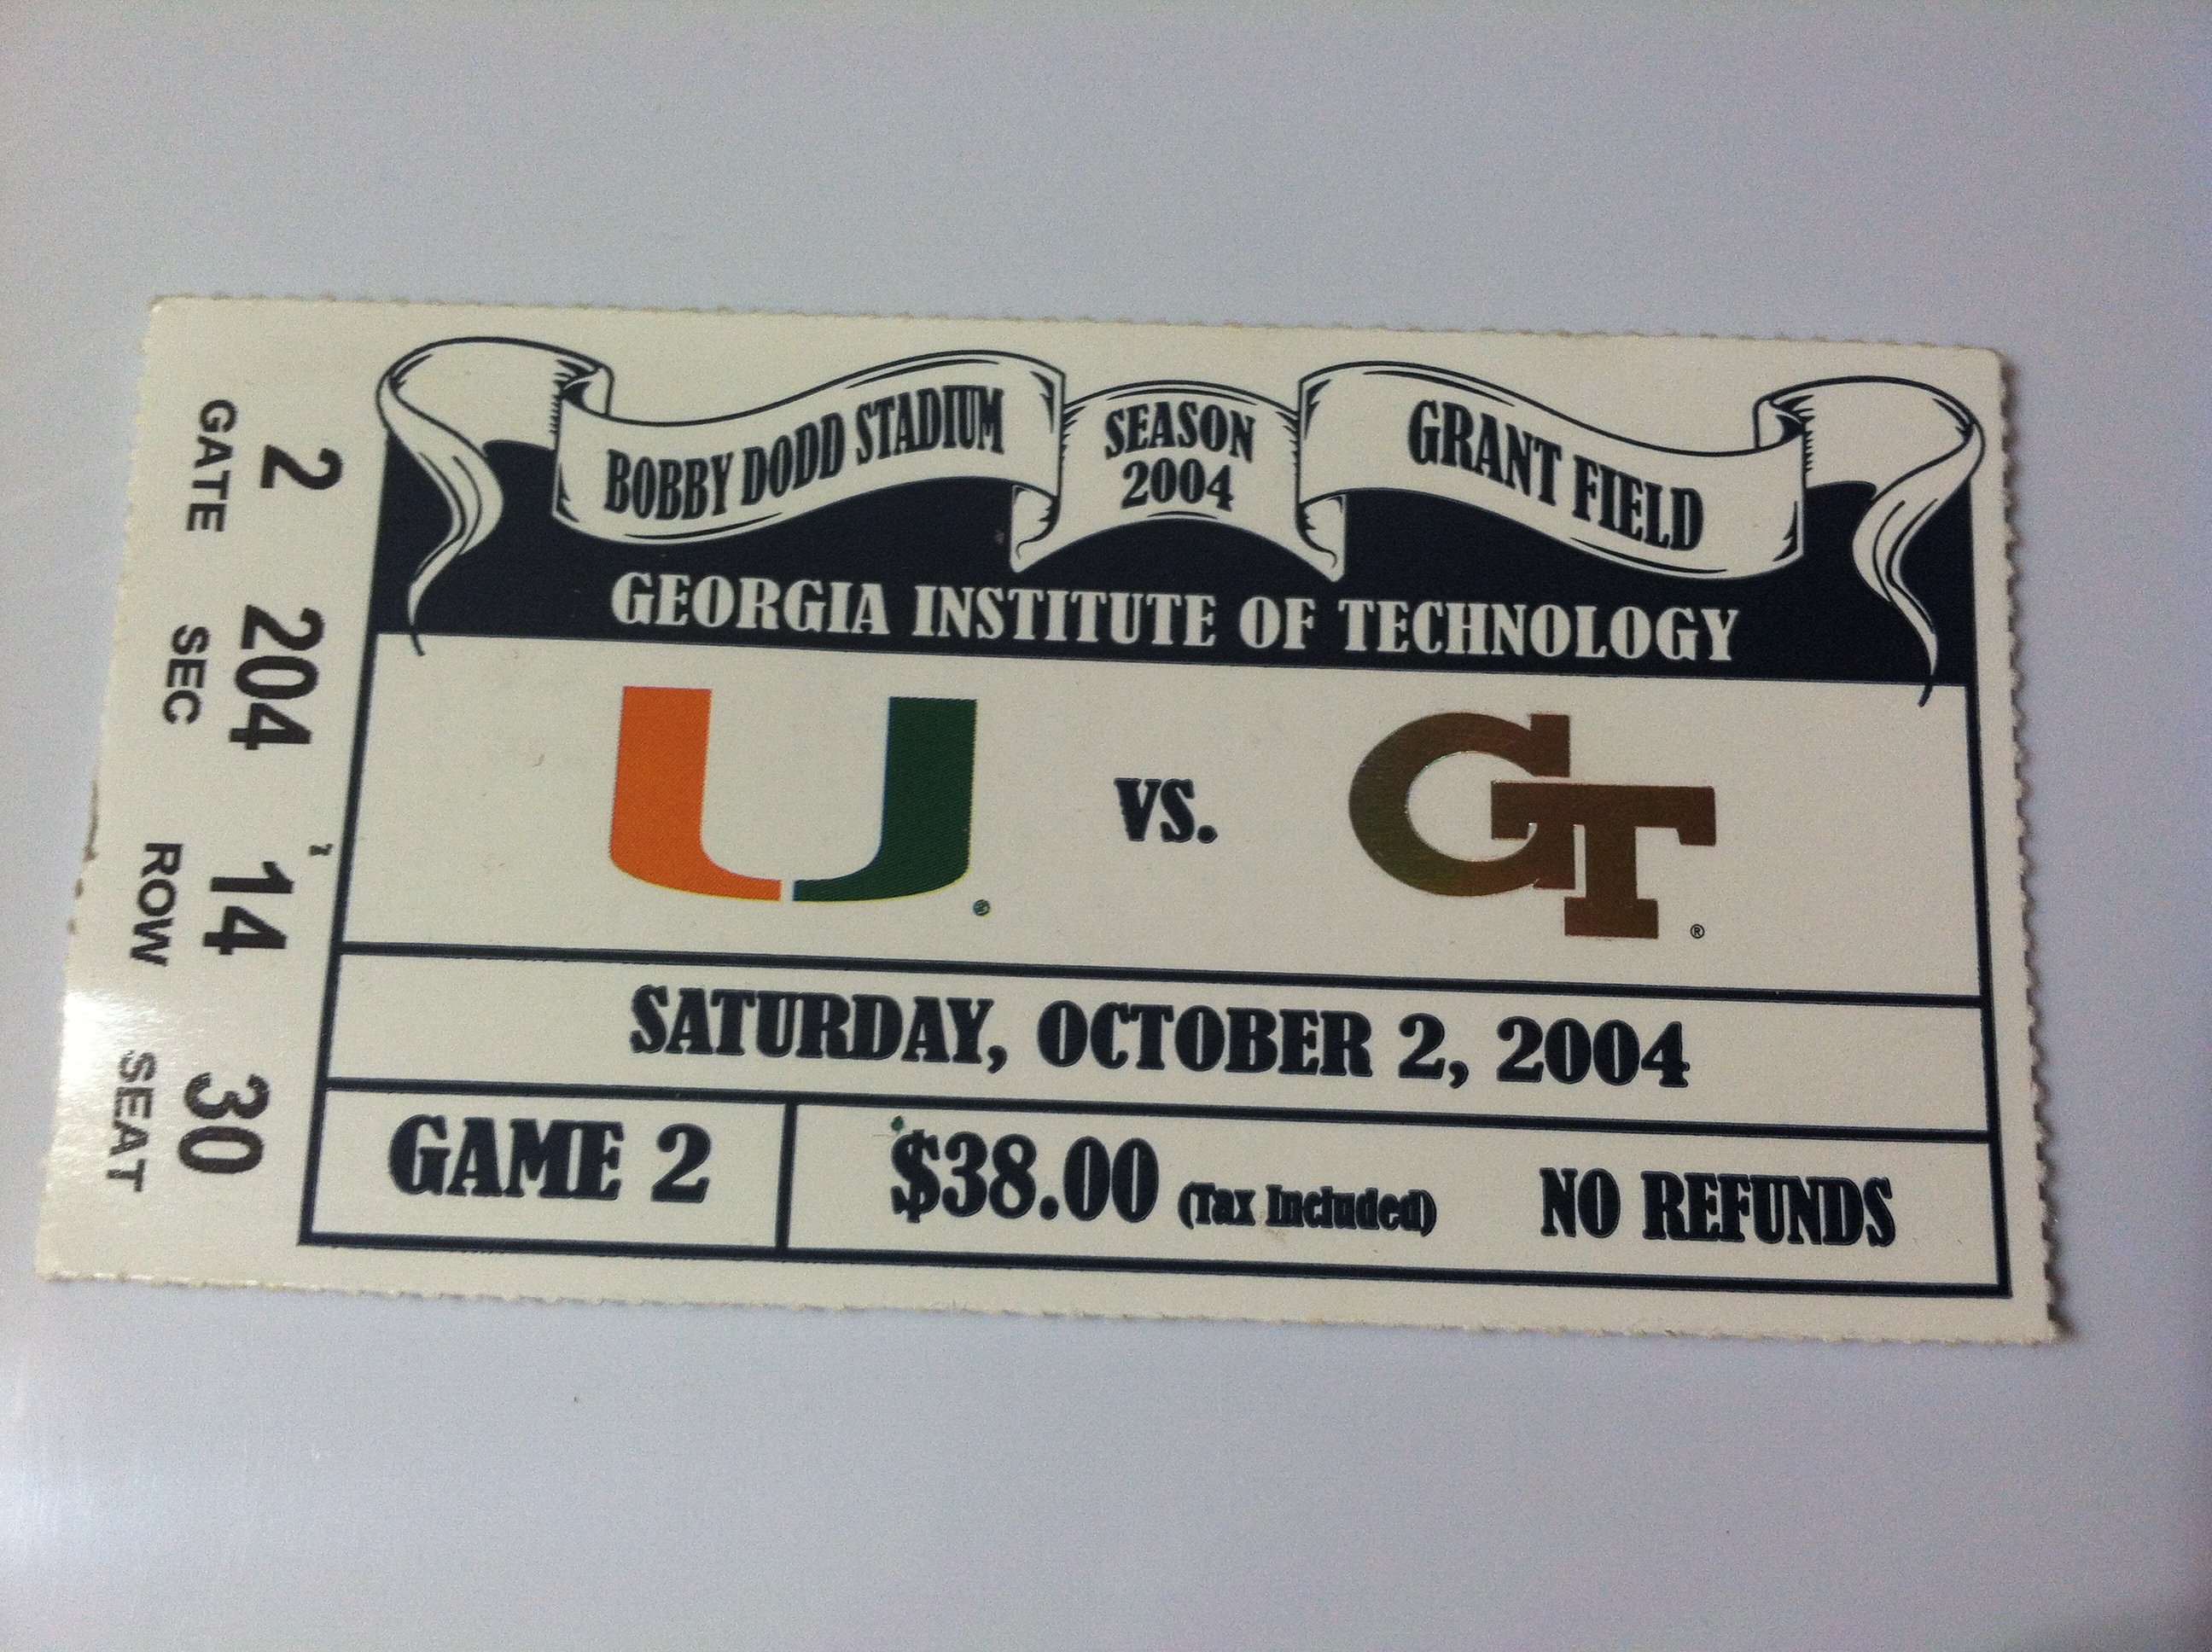 BOBBY DODD STADIUM
SEASON
2004
GRANT FIELD
GEORGIA INSTITUTE OF TECHNOLOGY
U
VS.
GT
®
SATURDAY, OCTOBER 2, 2004
GAME 2
$38.00 (Tax Included)
NO REFUNDS
2 204 14 30
GATE SEC ROW SEAT